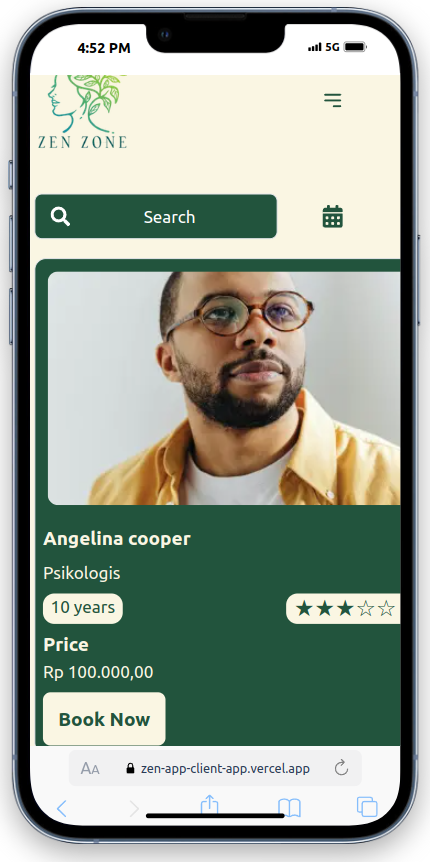 4:52 PM
5G
ZEN ZONE
Search
Angelina cooper
Psikologis
10 years
★★★☆☆
Price
Rp 100.000,00
Book Now
AA
zen-app-client-app.vercel.app